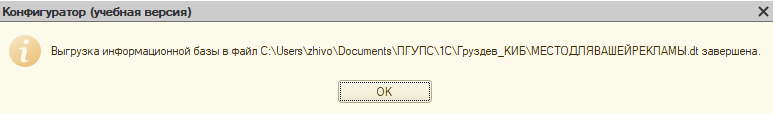 Конфигуратор (учебная версия)
Выгрузка информационной базы в файл C:\Users\zhivo\Documents\ПГУПС\1С\Груздев_КИБ\МЕСТОДЛЯВАШЕЙРЕКЛАМЫ.dt завершена.
OK